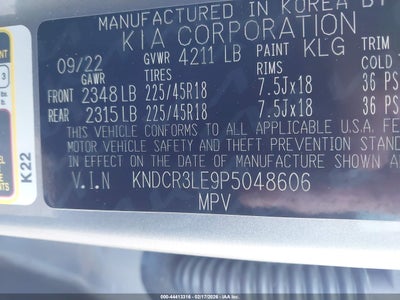 MANUFACTURED IN KOREA BY
KIA CORPORATION
09/22 GVWR 4211 LB PAINT KLG TRIM
GAWR TIRES RIMS COLD
FRONT 2348 LB 225/45R18 7.5Jx18 36 PS
REAR 2315 LB 225/45R18 7.5Jx18 36 PS
THIS VEHICLE CONFORMS TO ALL APPLICABLE U.S.A. FE
MOTOR VEHICLE SAFETY AND THEFT PREVENTION STA
IN EFFECT ON THE DATE OF MANUFACTURE SHOWN A
V.I.N KNDCR3LE9P5048606
MPV
K22
3
000-44413316 - 02/17/2026 - IAA